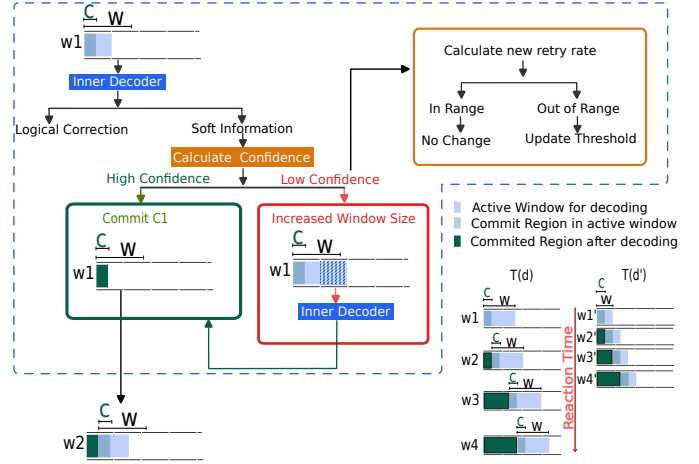 C
W
w1
Inner Decoder
Logical Correction
Soft Information
Calculate Confidence
High Confidence
Low Confidence
Calculate new retry rate
In Range
Out of Range
No Change
Update Threshold
Commit C1
C
W
w1
Increased Window Size
C
W
w1
Inner Decoder
C
W
w2
Active Window for decoding
Commit Region in active window
Commited Region after decoding
T(d)
C
W
w1
C
W
w2
C
W
w3
C
W
w4
Reaction Time
T(d')
C
W
w1'
w2'
w3'
w4'